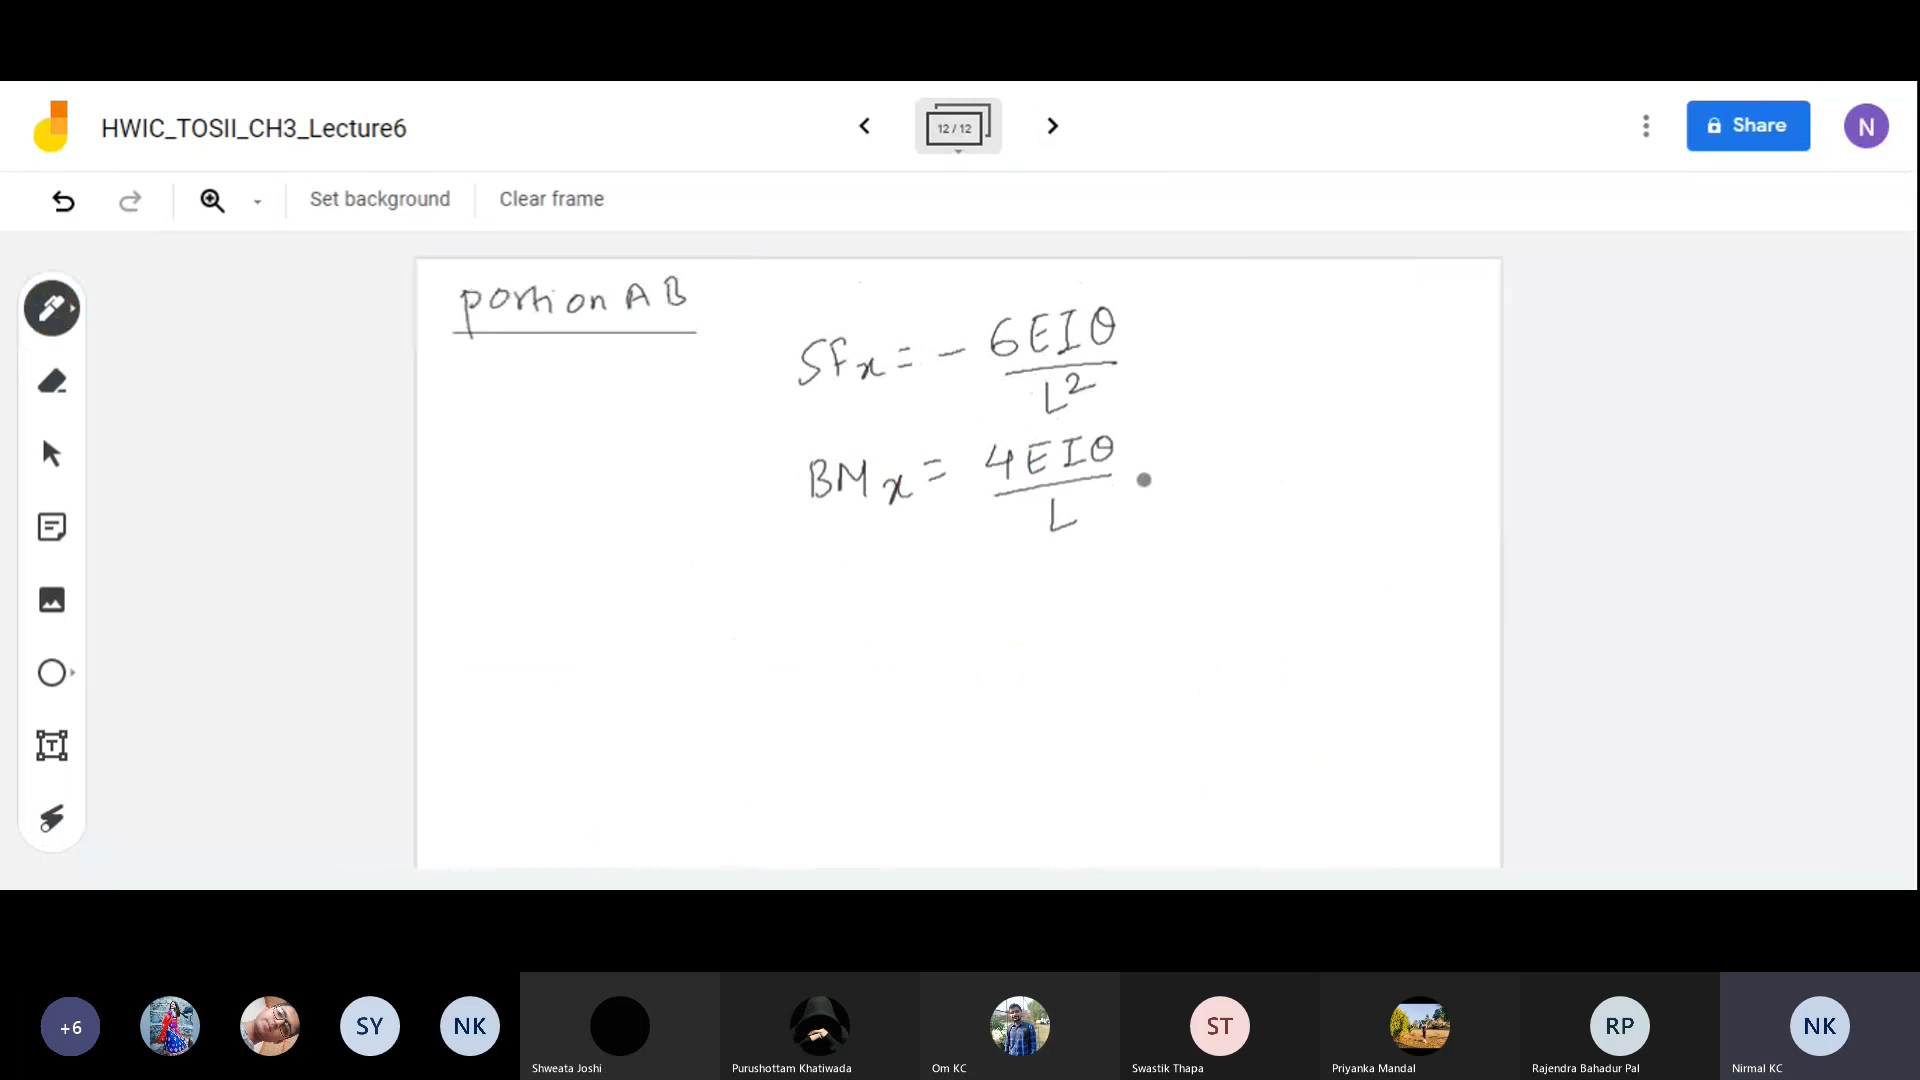 HWIC_TOSII_CH3_Lecture6
12 / 12
Share
N
Set background
Clear frame
portion AB
SFx = - 6EIθ / L²
BMx = 4EIθ / L
T
+6
SY
NK
ST
RP
NK
Shweata Joshi
Purushottam Khatiwada
Om KC
Swastik Thapa
Priyanka Mandal
Rajendra Bahadur Pal
Nirmal KC